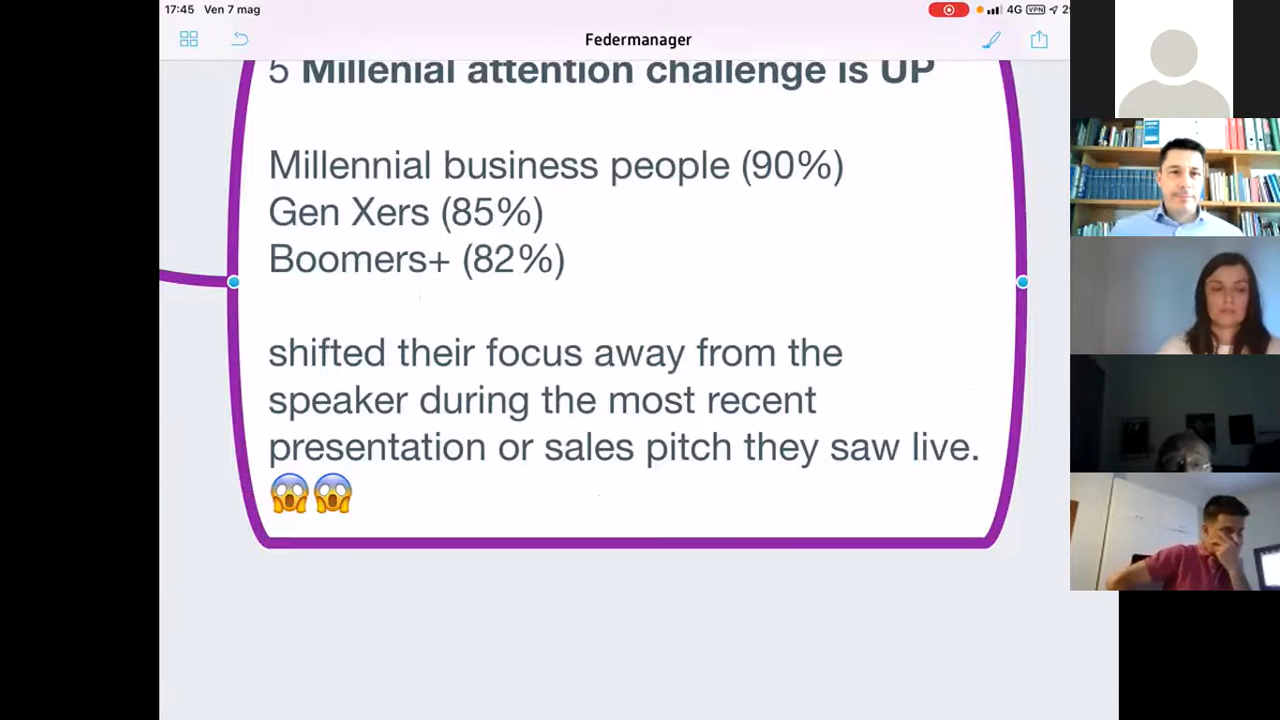 17:45 Ven 7 mag
4G VPN
Federmanager
5 Millenial attention challenge is UP
Millennial business people (90%)
Gen Xers (85%)
Boomers+ (82%)
shifted their focus away from the
speaker during the most recent
presentation or sales pitch they saw live.
😱😱